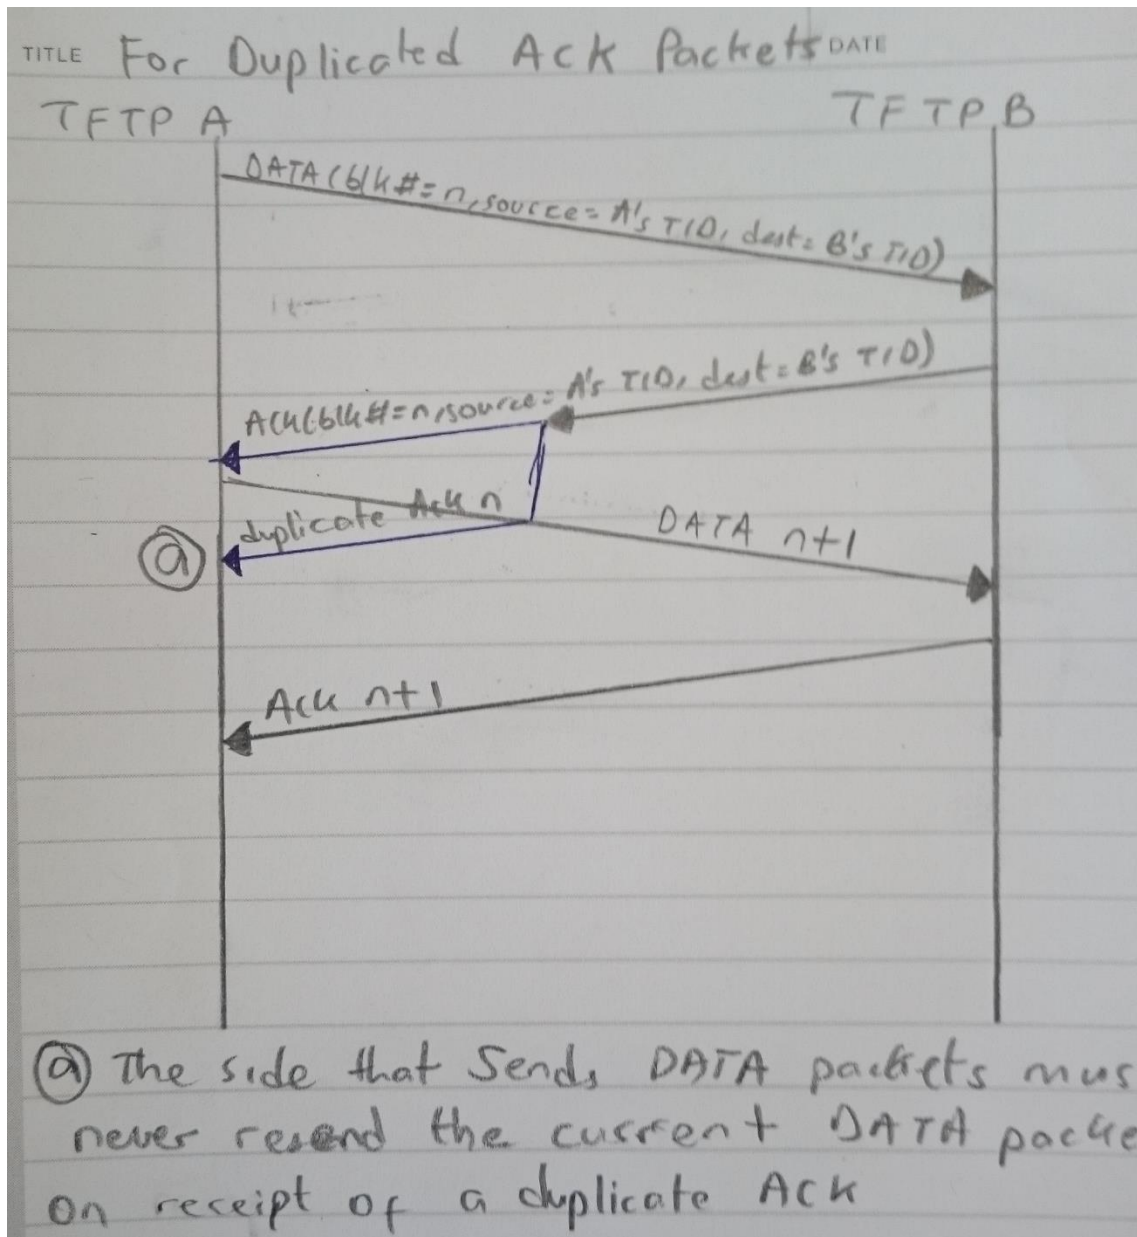 TITLE For Duplicated Ack Packets DATE
TFTP A TFTP B
DATA (blk#=n, source= A's TID, dest= B's TID)
Ack (blk#=n, source= A's TID, dest= B's TID)
duplicate Ack n
DATA n+1
a
Ack n+1
a The side that Sends DATA packets mus
never resend the current DATA packe
on receipt of a duplicate Ack